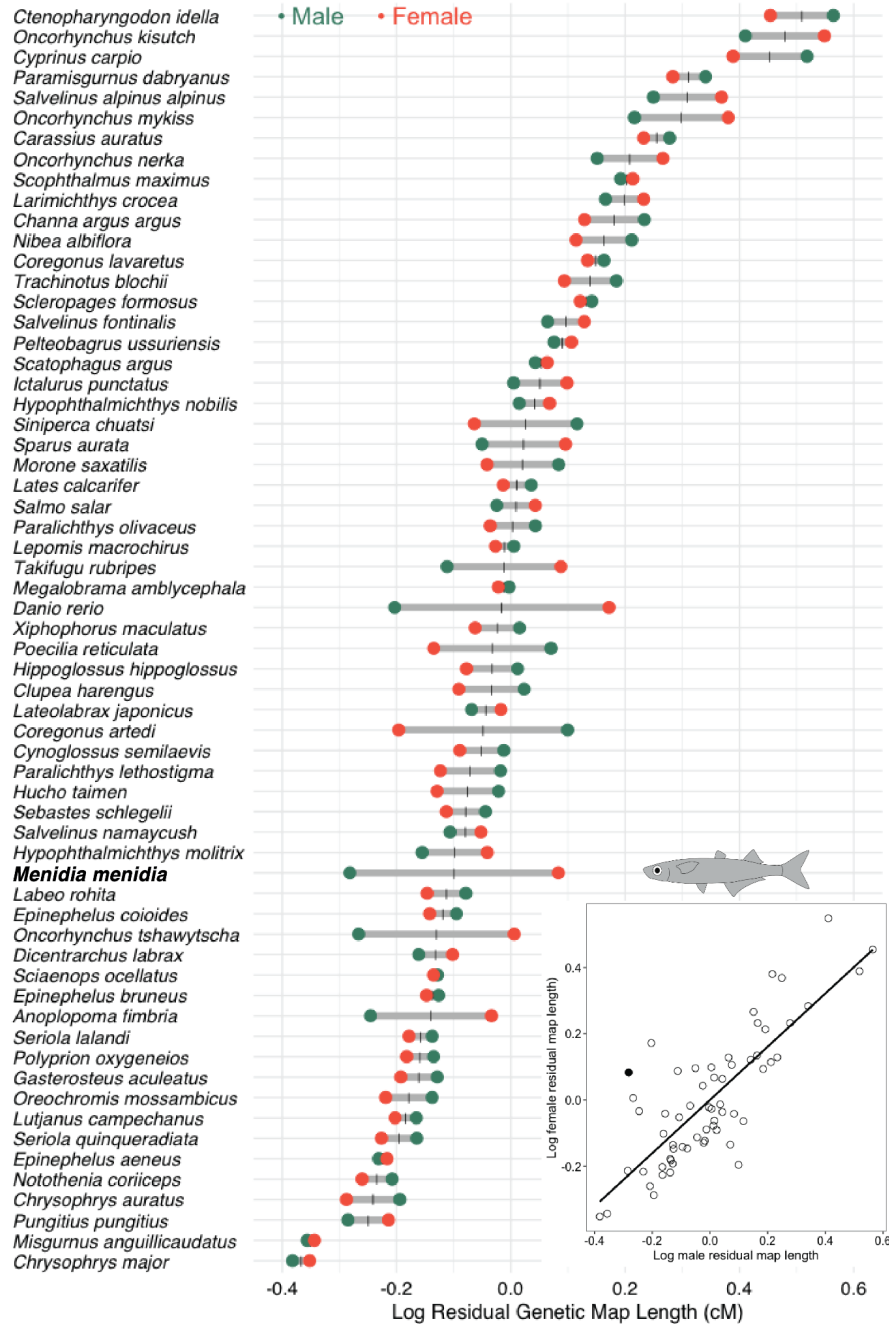 Male
Female
Ctenopharyngodon idella
Oncorhynchus kisutch
Cyprinus carpio
Paramisgurnus dabryanus
Salvelinus alpinus alpinus
Oncorhynchus mykiss
Carassius auratus
Oncorhynchus nerka
Scophthalmus maximus
Larimichthys crocea
Channa argus argus
Nibea albiflora
Coregonus lavaretus
Trachinotus blochii
Scleropages formosus
Salvelinus fontinalis
Pelteobagrus ussuriensis
Scatophagus argus
Ictalurus punctatus
Hypophthalmichthys nobilis
Siniperca chuatsi
Sparus aurata
Morone saxatilis
Lates calcarifer
Salmo salar
Paralichthys olivaceus
Lepomis macrochirus
Takifugu rubripes
Megalobrama amblycephala
Danio rerio
Xiphophorus maculatus
Poecilia reticulata
Hippoglossus hippoglossus
Clupea harengus
Lateolabrax japonicus
Coregonus artedi
Cynoglossus semilaevis
Paralichthys lethostigma
Hucho taimen
Sebastes schlegelii
Salvelinus namaycush
Hypophthalmichthys molitrix
Menidia menidia
Labeo rohita
Epinephelus coioides
Oncorhynchus tshawytscha
Dicentrarchus labrax
Sciaenops ocellatus
Epinephelus bruneus
Anoplopoma fimbria
Seriola lalandi
Polyprion oxygeneios
Gasterosteus aculeatus
Oreochromis mossambicus
Lutjanus campechanus
Seriola quinqueradiata
Epinephelus aeneus
Notothenia coriiceps
Chrysophrys auratus
Pungitius pungitius
Misgurnus anguillicaudatus
Chrysophrys major
-0.4 -0.2 0.0 0.2 0.4 0.6
Log Residual Genetic Map Length (cM)
Log female residual map length)
0.4
0.2
0.0
-0.2
-0.4 -0.2 0.0 0.2 0.4 0.6
Log male residual map length